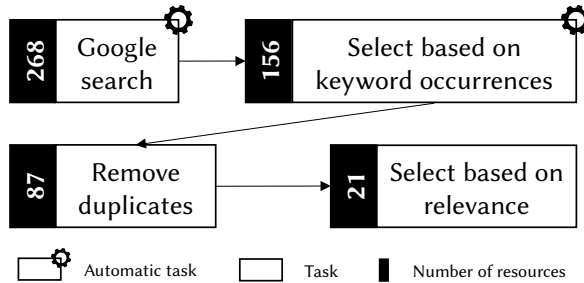 268
Google
search
156
Select based on
keyword occurrences
87
Remove
duplicates
21
Select based on
relevance
Automatic task
Task
Number of resources